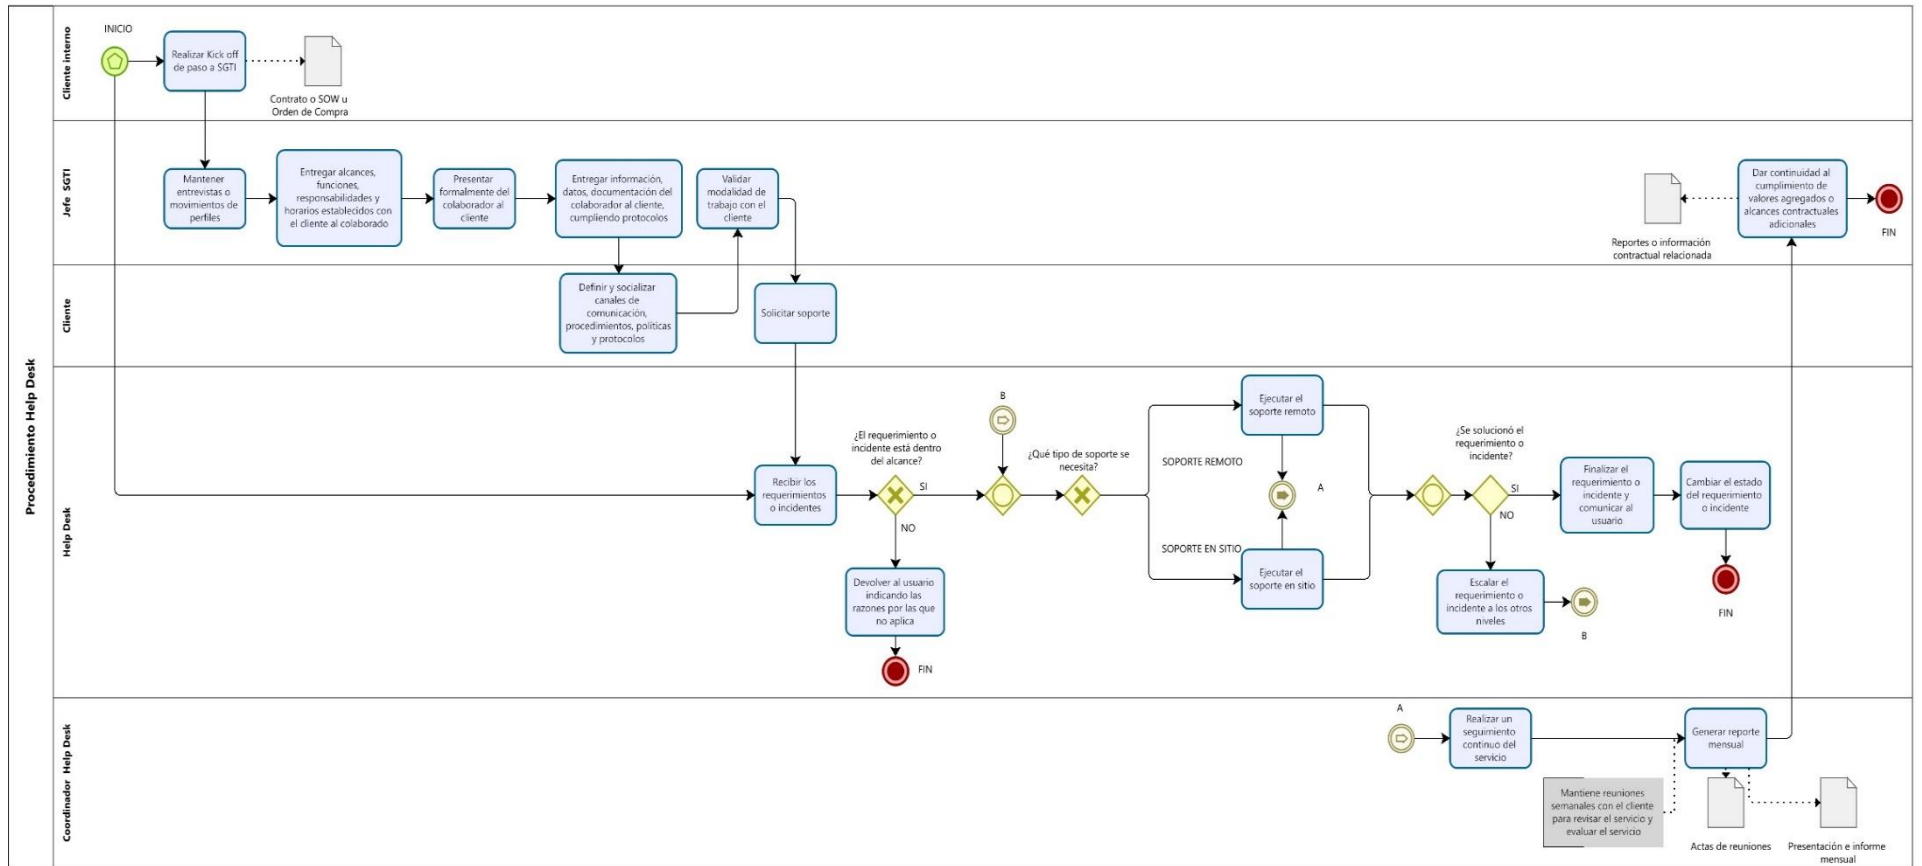 Procedimiento Help Desk
Cliente interno
INICIO
Realizar Kick off
de paso a SGTI
Contrato o SOW u
Orden de Compra
Jefe SGTI
Mantener
entrevistas o
movimientos de
perfiles
Entregar alcances,
funciones,
responsabilidades y
horarios establecidos con
el cliente al colaborado
Presentar
formalmente del
colaborador al
cliente
Entregar información,
datos, documentación del
colaborador al cliente,
cumpliendo protocolos
Validar
modalidad de
trabajo con el
cliente
Reportes o información
contractual relacionada
Dar continuidad al
cumplimiento de
valores agregados o
alcances contractuales
adicionales
FIN
Cliente
Definir y socializar
canales de
comunicación,
procedimientos, políticas
y protocolos
Solicitar soporte
Help Desk
Recibir los
requerimientos
o incidentes
¿El requerimiento o
incidente está dentro
del alcance?
SI
NO
Devolver al usuario
indicando las
razones por las que
no aplica
FIN
B
¿Qué tipo de soporte se
necesita?
SOPORTE REMOTO
SOPORTE EN SITIO
Ejecutar el
soporte remoto
A
Ejecutar el
soporte en sitio
¿Se solucionó el
requerimiento o
incidente?
SI
NO
Finalizar el
requerimiento o
incidente y
comunicar al
usuario
Cambiar el estado
del requerimiento
o incidente
FIN
Escalar el
requerimiento o
incidente a los otros
niveles
B
Coordinador Help Desk
A
Realizar un
seguimiento
continuo del
servicio
Generar reporte
mensual
Mantiene reuniones
semanales con el cliente
para revisar el servicio y
evaluar el servicio
Actas de reuniones
Presentación e informe
mensual